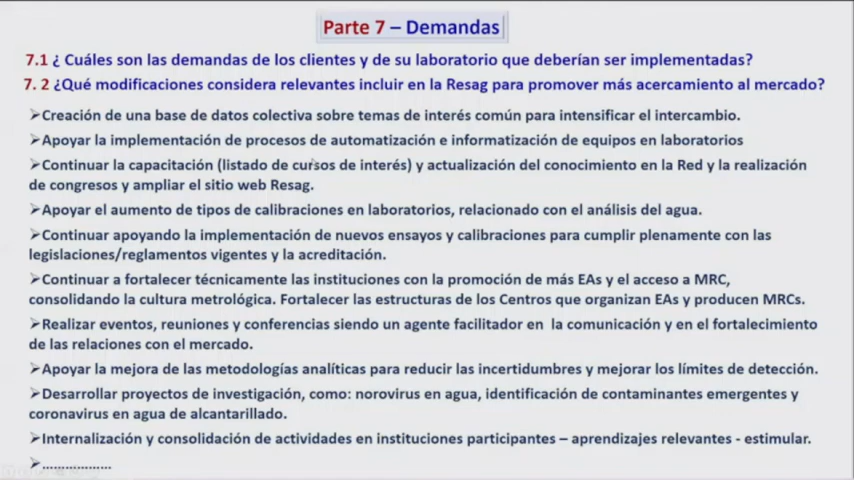 Parte 7 – Demandas
7.1 ¿ Cuáles son las demandas de los clientes y de su laboratorio que deberían ser implementadas?
7. 2 ¿Qué modificaciones considera relevantes incluir en la Resag para promover más acercamiento al mercado?
➢Creación de una base de datos colectiva sobre temas de interés común para intensificar el intercambio.
➢Apoyar la implementación de procesos de automatización e informatización de equipos en laboratorios
➢Continuar la capacitación (listado de cursos de interés) y actualización del conocimiento en la Red y la realización
de congresos y ampliar el sitio web Resag.
➢Apoyar el aumento de tipos de calibraciones en laboratorios, relacionado con el análisis del agua.
➢Continuar apoyando la implementación de nuevos ensayos y calibraciones para cumplir plenamente con las
legislaciones/reglamentos vigentes y la acreditación.
➢Continuar a fortalecer técnicamente las instituciones con la promoción de más EAs y el acceso a MRC,
consolidando la cultura metrológica. Fortalecer las estructuras de los Centros que organizan EAs y producen MRCs.
➢Realizar eventos, reuniones y conferencias siendo un agente facilitador en la comunicación y en el fortalecimiento
de las relaciones con el mercado.
➢Apoyar la mejora de las metodologías analíticas para reducir las incertidumbres y mejorar los límites de detección.
➢Desarrollar proyectos de investigación, como: norovirus en agua, identificación de contaminantes emergentes y
coronavirus en agua de alcantarillado.
➢Internalización y consolidación de actividades en instituciones participantes – aprendizajes relevantes - estimular.
➢..................